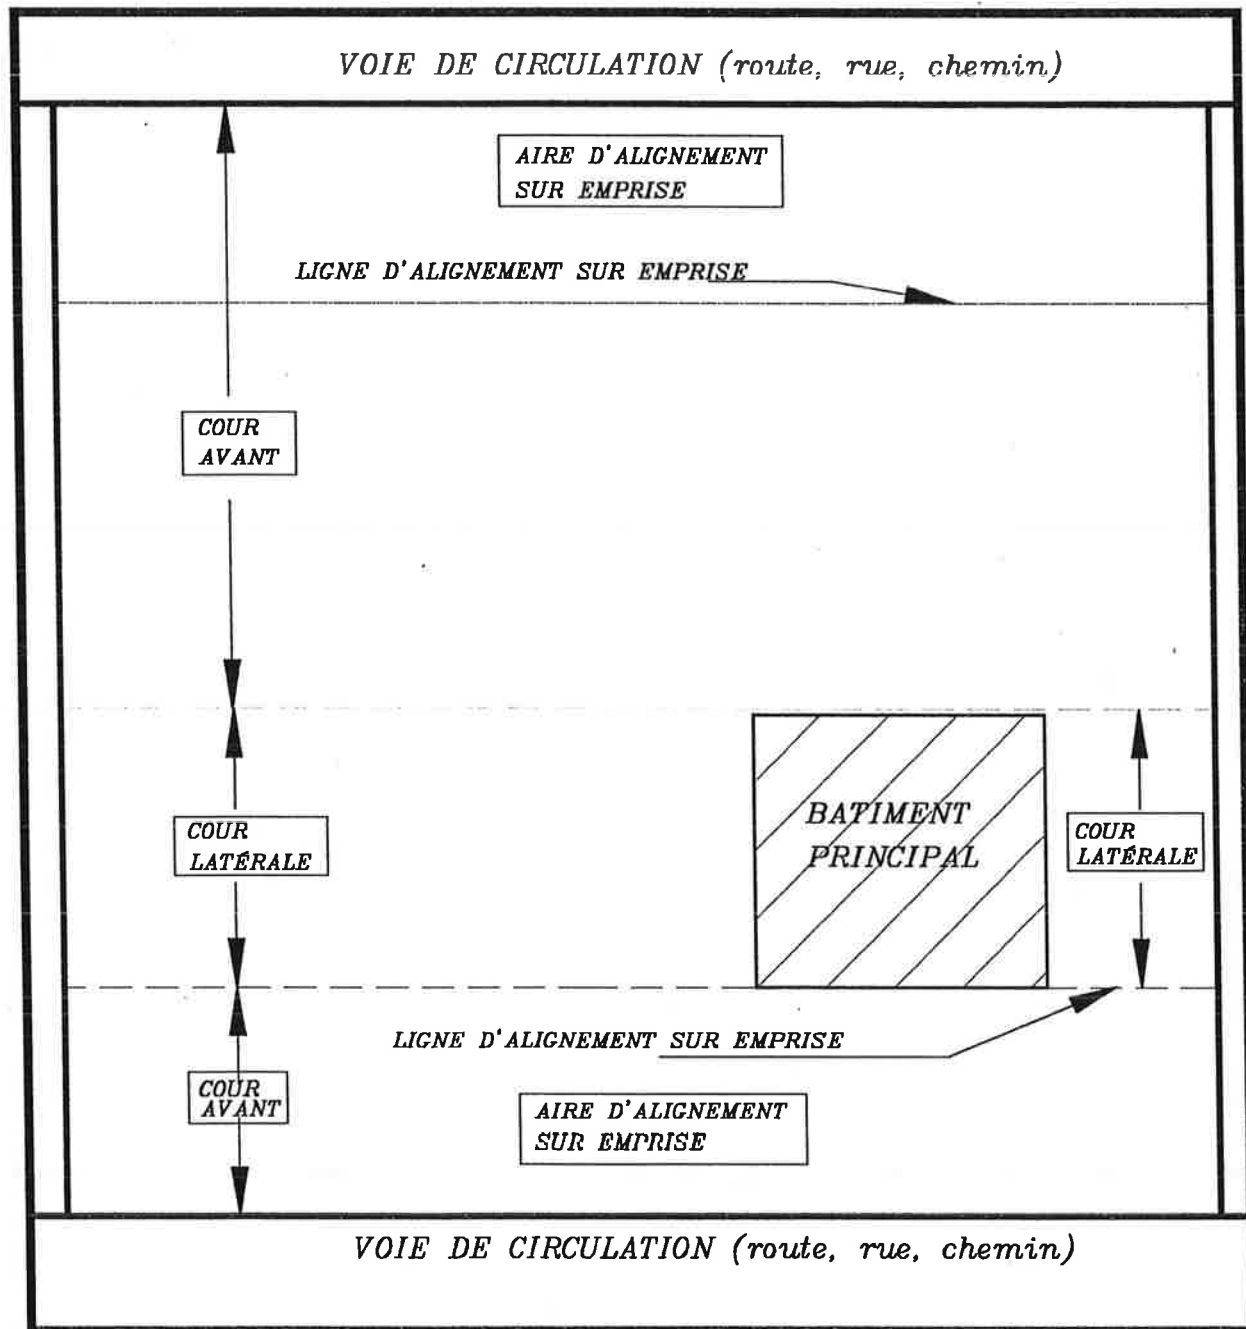 VOIE DE CIRCULATION (route, rue, chemin)
AIRE D'ALIGNEMENT
SUR EMPRISE
LIGNE D'ALIGNEMENT SUR EMPRISE
COUR
AVANT
BATIMENT
PRINCIPAL
COUR
LATÉRALE
COUR
LATÉRALE
LIGNE D'ALIGNEMENT SUR EMPRISE
COUR
AVANT
AIRE D'ALIGNEMENT
SUR EMPRISE
VOIE DE CIRCULATION (route, rue, chemin)